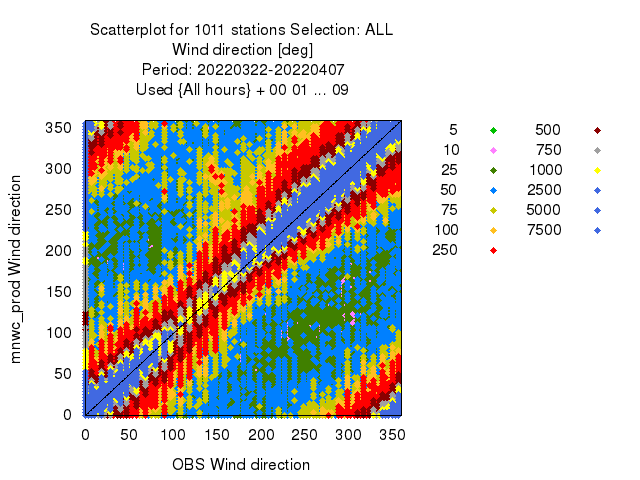 Scatterplot for 1011 stations Selection: ALL
Wind direction [deg]
Period: 20220322-20220407
Used {All hours} + 00 01 ... 09
mnwc_prod Wind direction
350
300
250
200
150
100
50
0
0 50 100 150 200 250 300 350
OBS Wind direction
5 500
10 750
25 1000
50 2500
75 5000
100 7500
250